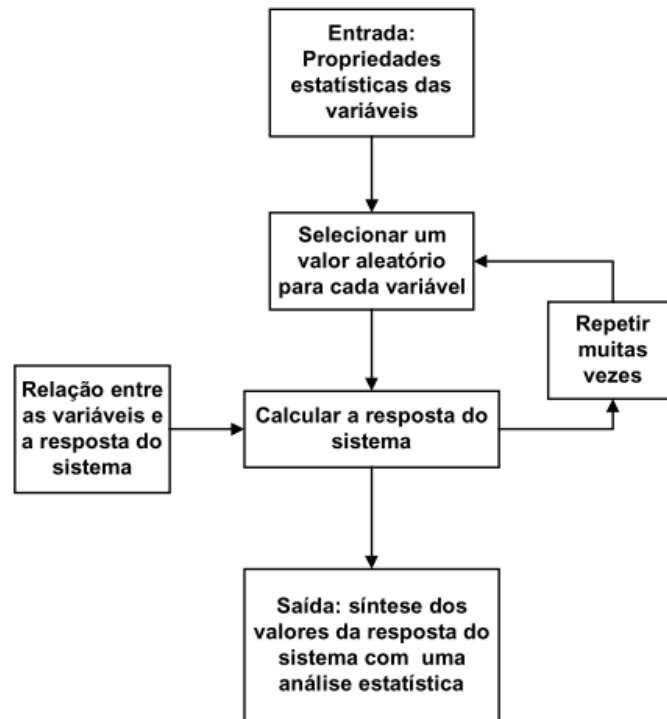 Entrada:
Propriedades
estatísticas das
variáveis
Selecionar um
valor aleatório
para cada variável
Repetir
muitas
vezes
Relação entre
as variáveis e
a resposta do
sistema
Calcular a resposta do
sistema
Saída: síntese dos
valores da resposta do
sistema com uma
análise estatística